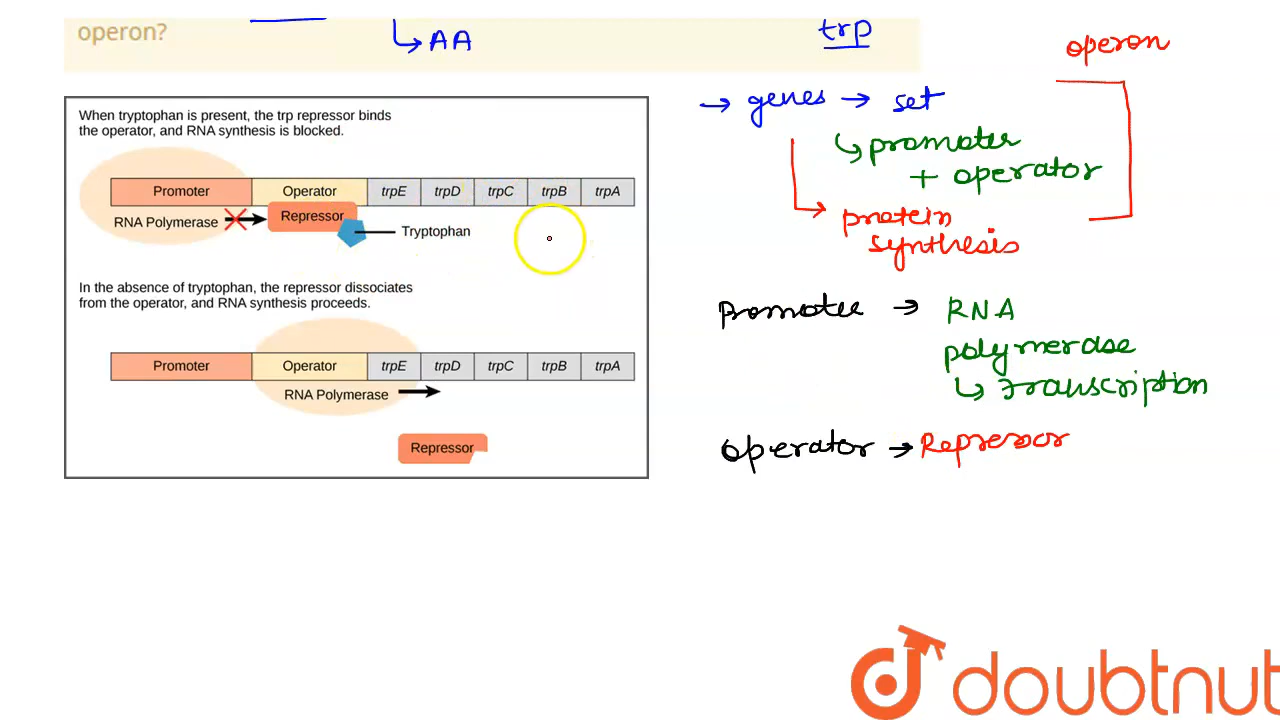 operon?
AA
trp
operon
→ genes → set
promoter
+ operator
protein
synthesis
When tryptophan is present, the trp repressor binds
the operator, and RNA synthesis is blocked.
Promoter Operator trpE trpD trpC trpB trpA
RNA Polymerase Repressor
Tryptophan
In the absence of tryptophan, the repressor dissociates
from the operator, and RNA synthesis proceeds.
Promoter Operator trpE trpD trpC trpB trpA
RNA Polymerase
Repressor
Promoter → RNA
polymerase
transcription
Operator → Repressor
doubtnut